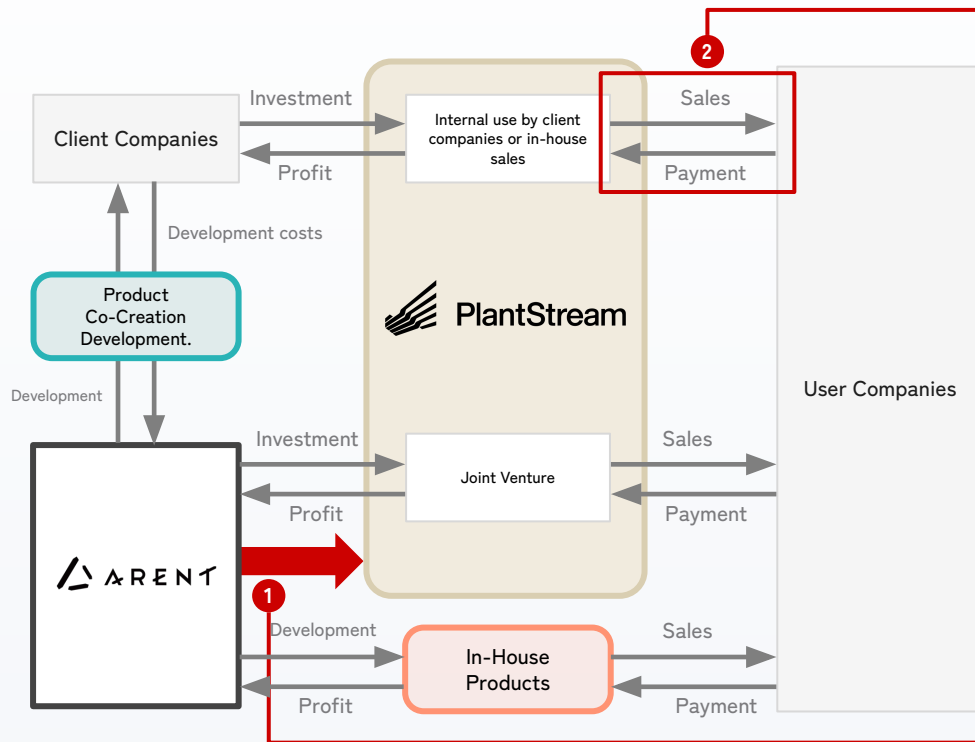 2
Investment
Sales
Client Companies
Internal use by client
companies or in-house
sales
Profit
Payment
Development costs
Product
Co-Creation
Development.
PlantStream
User Companies
Development
Investment
Sales
Joint Venture
Profit
Payment
ARENT
1
Development
Sales
In-House
Products
Profit
Payment